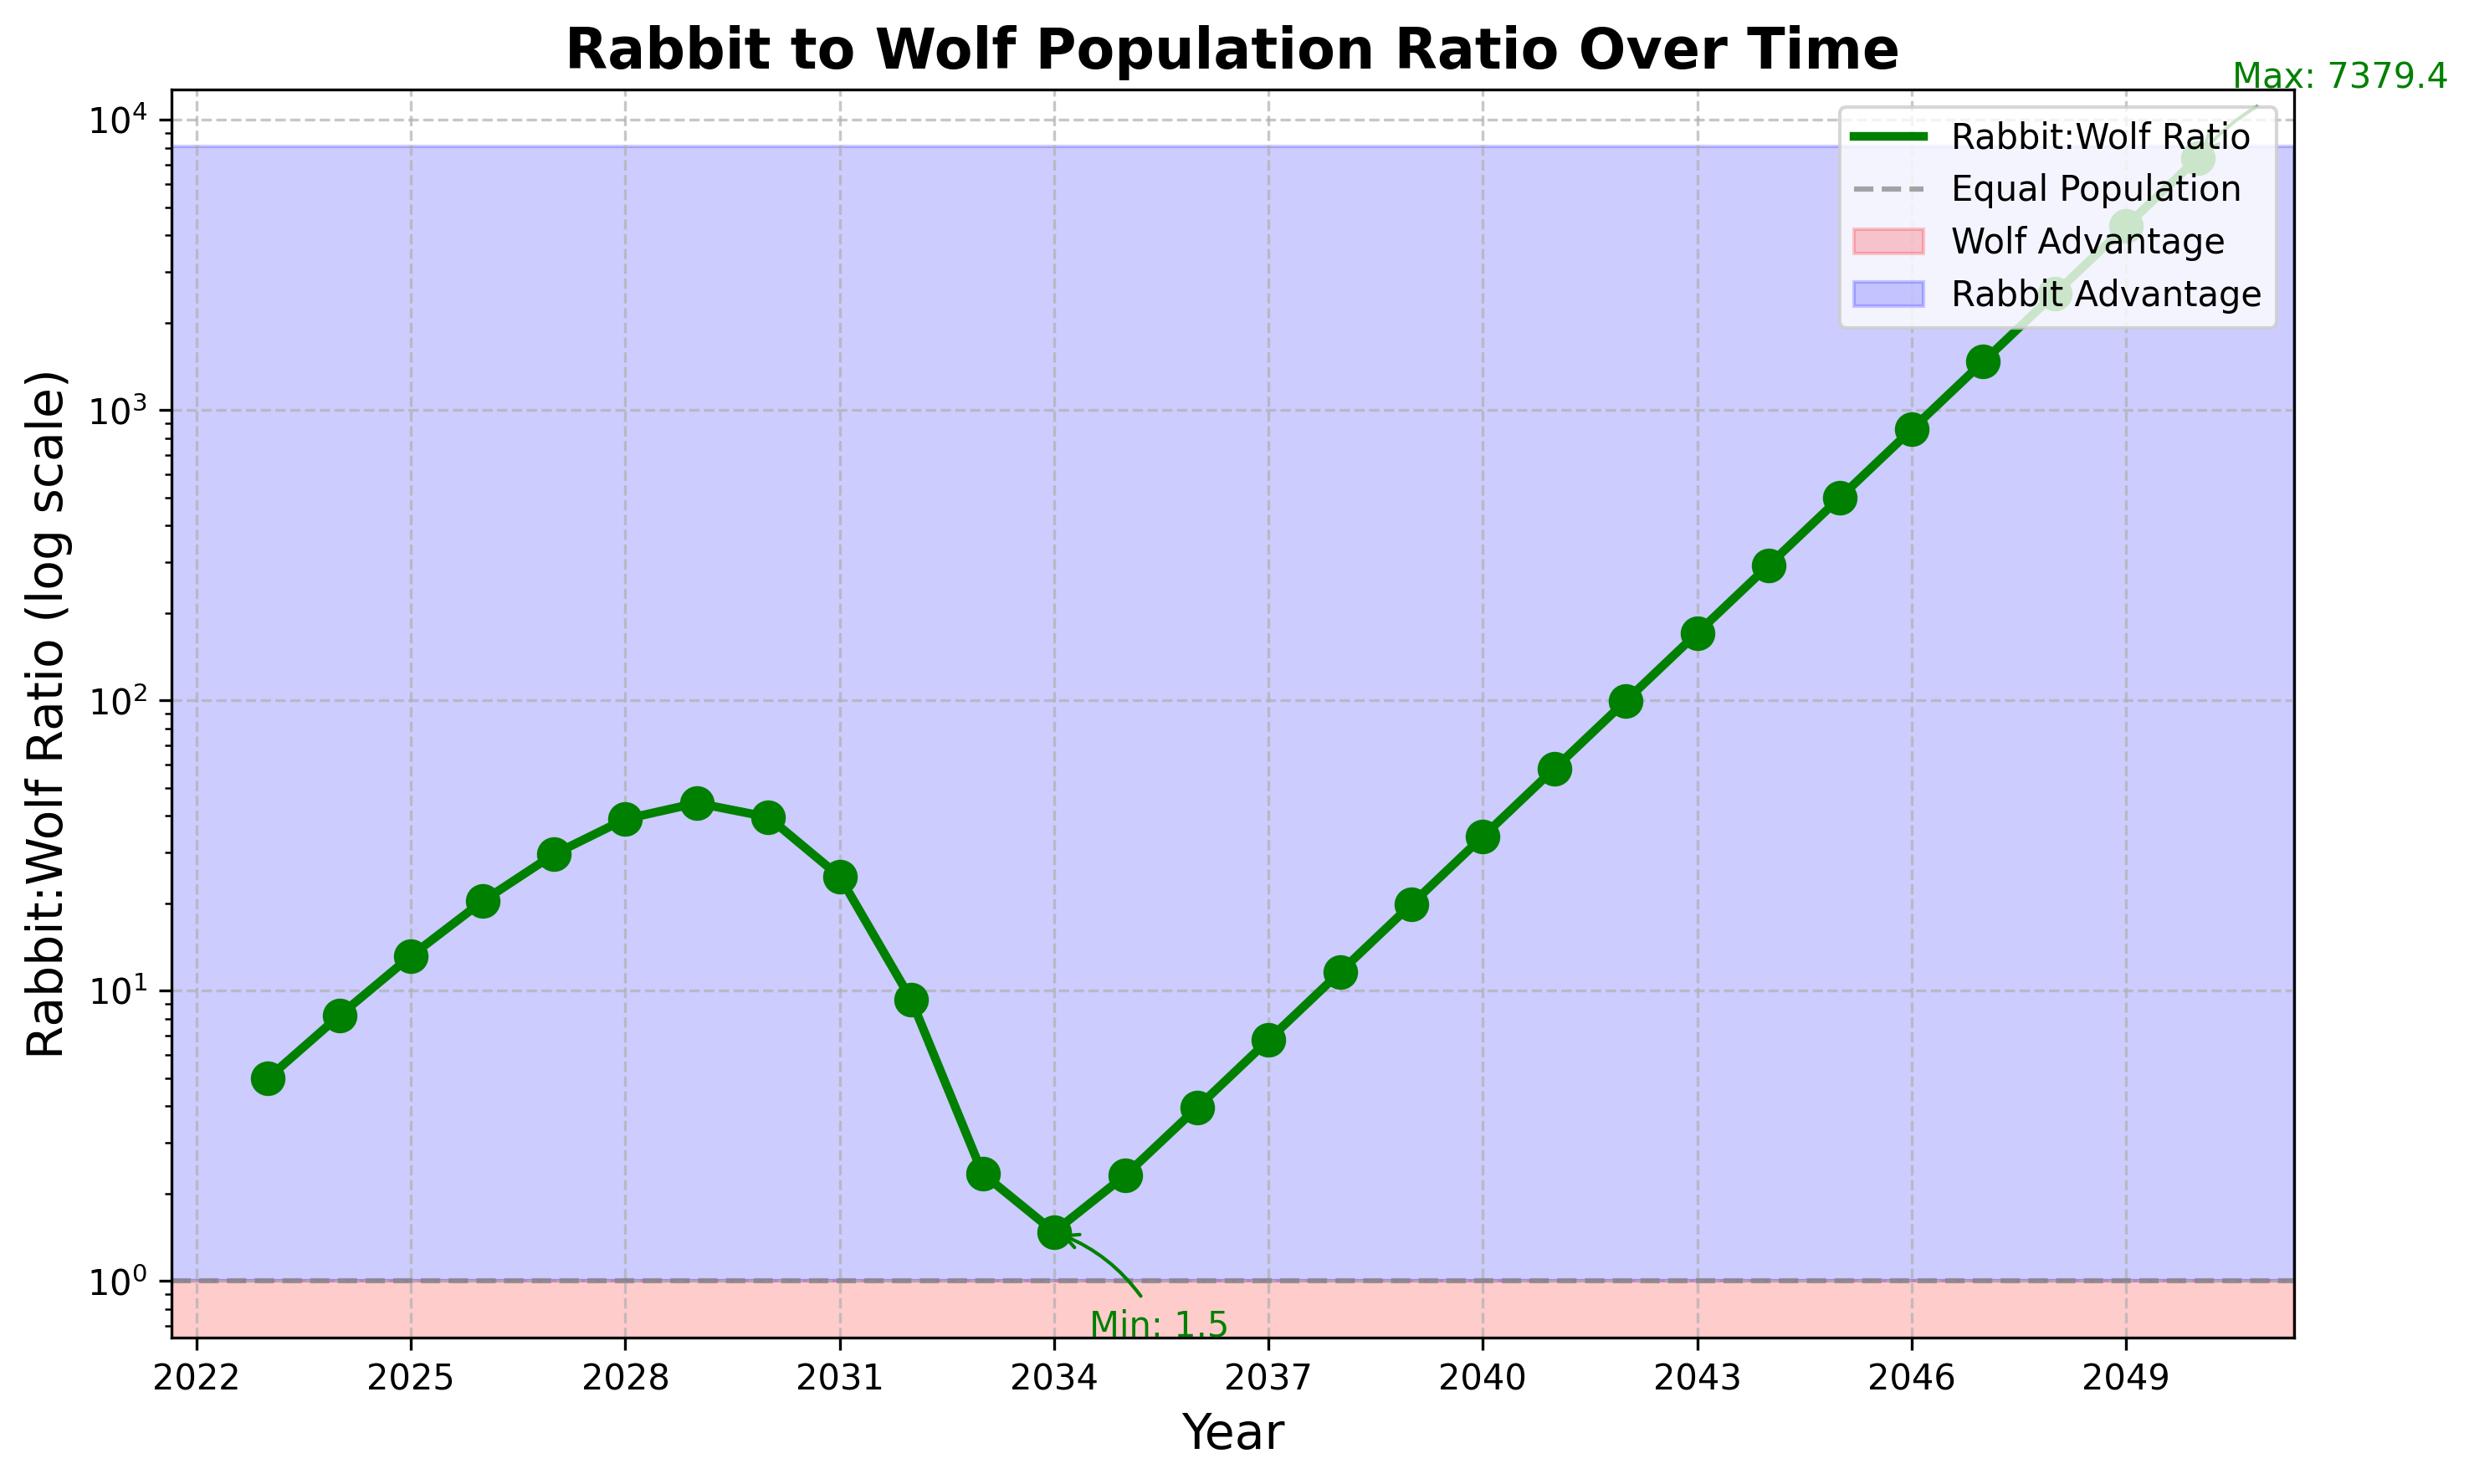 Rabbit to Wolf Population Ratio Over Time
Max: 7379.4
Rabbit:Wolf Ratio
Equal Population
Wolf Advantage
Rabbit Advantage
Rabbit:Wolf Ratio (log scale)
10⁴
10³
10²
10¹
10⁰
Min: 1.5
2022 2025 2028 2031 2034 2037 2040 2043 2046 2049
Year